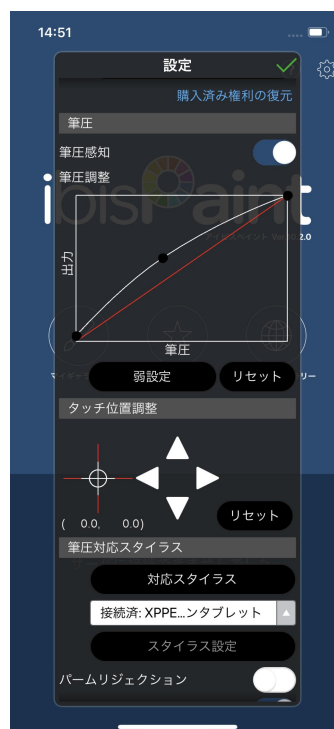 14:51
設定
購入済み権利の復元
筆圧
筆圧感知
筆圧調整
ibisPaint
2.0
出力
筆圧
弱設定
リセット
タッチ位置調整
( 0.0, 0.0)
リセット
筆圧対応スタイラス
対応スタイラス
接続済: XPPE...ンタブレット
スタイラス設定
パームリジェクション